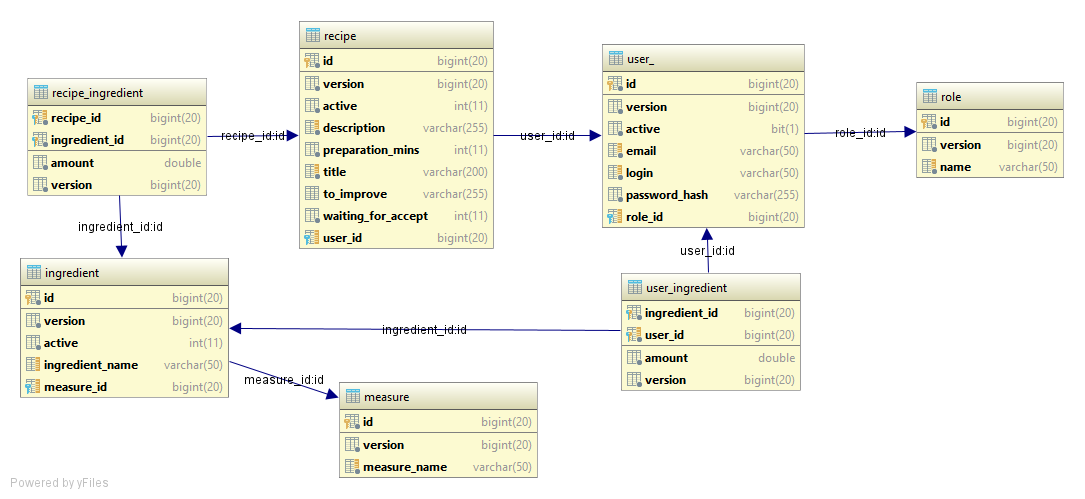 recipe
id bigint(20)
version bigint(20)
active int(11)
description varchar(255)
preparation_mins int(11)
title varchar(200)
to_improve varchar(255)
waiting_for_accept int(11)
user_id bigint(20)
user_
id bigint(20)
version bigint(20)
active bit(1)
email varchar(50)
login varchar(50)
password_hash varchar(255)
role_id bigint(20)
role
id bigint(20)
version bigint(20)
name varchar(50)
recipe_ingredient
recipe_id bigint(20)
ingredient_id bigint(20)
amount double
version bigint(20)
recipe_id:id
user_id:id
role_id:id
ingredient_id:id
user_id:id
ingredient
id bigint(20)
version bigint(20)
active int(11)
ingredient_name varchar(50)
measure_id bigint(20)
user_ingredient
ingredient_id bigint(20)
user_id bigint(20)
amount double
version bigint(20)
ingredient_id:id
measure_id:id
measure
id bigint(20)
version bigint(20)
measure_name varchar(50)
Powered by yFiles